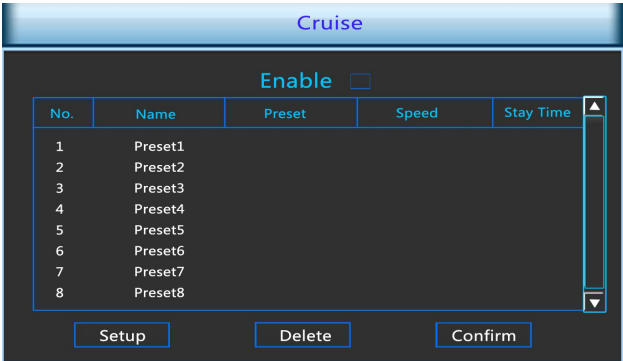 Cruise
Enable
No. Name Preset Speed Stay Time
1 Preset1
2 Preset2
3 Preset3
4 Preset4
5 Preset5
6 Preset6
7 Preset7
8 Preset8
Setup Delete Confirm